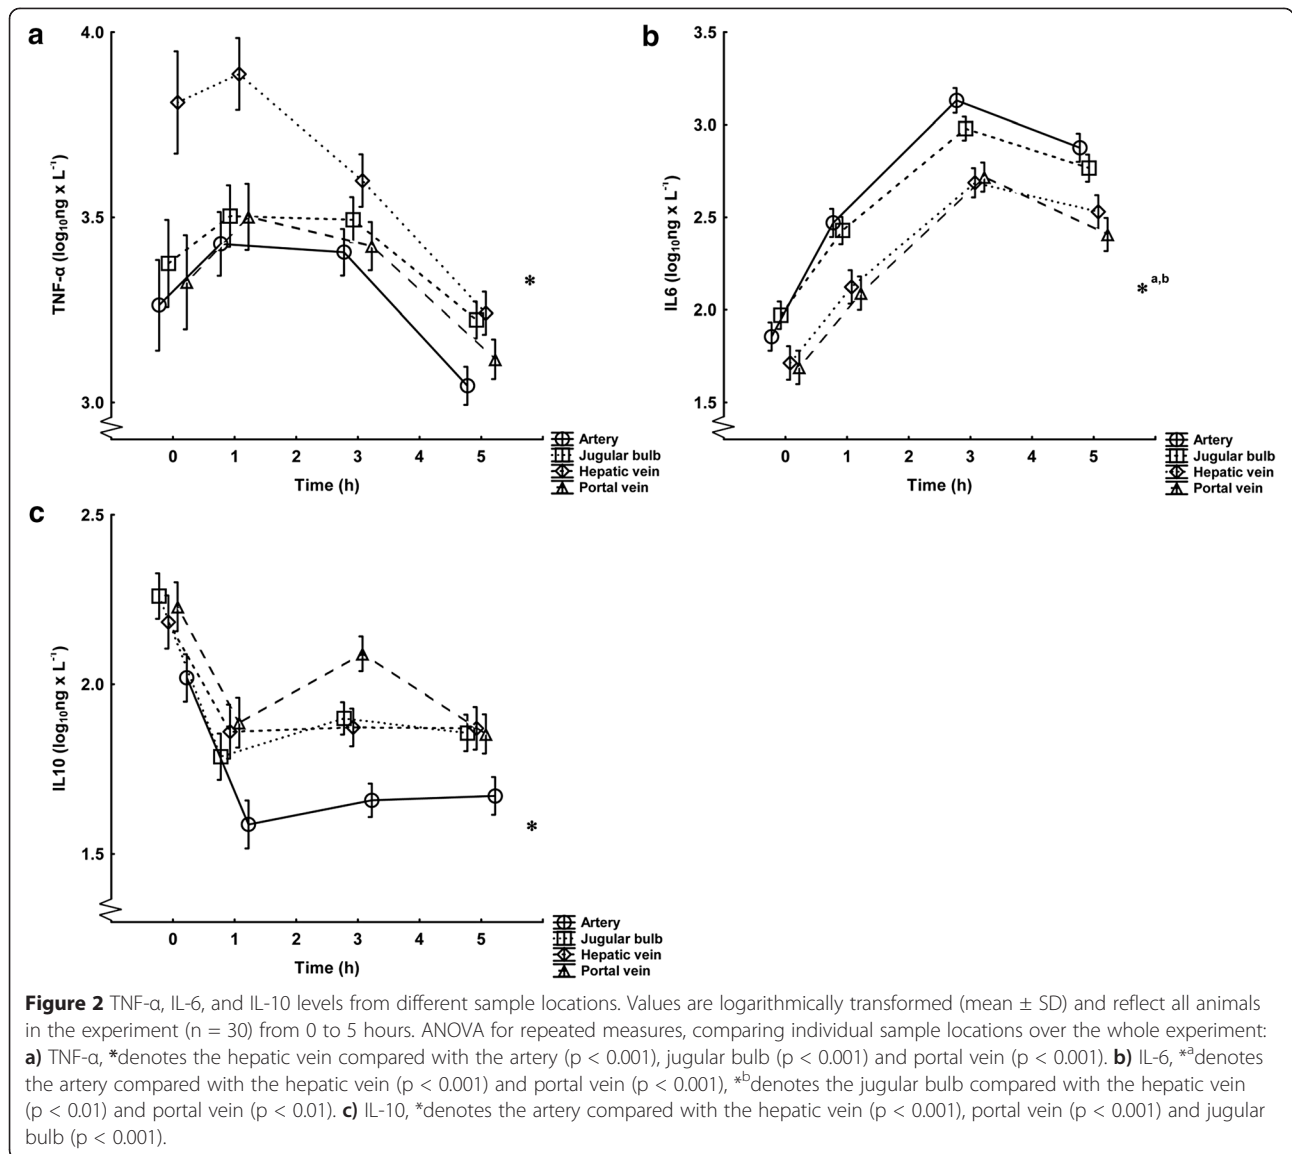 a
4.0
3.5
3.0
TNF-α (log₁₀ng x L⁻¹)
*
0 1 2 3 4 5
Time (h)
Artery
Jugular bulb
Hepatic vein
Portal vein
b
3.5
3.0
2.5
2.0
1.5
IL6 (log₁₀ng x L⁻¹)
* a,b
0 1 2 3 4 5
Time (h)
Artery
Jugular bulb
Hepatic vein
Portal vein
c
2.5
2.0
1.5
IL10 (log₁₀ng x L⁻¹)
*
0 1 2 3 4 5
Time (h)
Artery
Jugular bulb
Hepatic vein
Portal vein
Figure 2 TNF-α, IL-6, and IL-10 levels from different sample locations. Values are logarithmically transformed (mean ± SD) and reflect all animals
in the experiment (n = 30) from 0 to 5 hours. ANOVA for repeated measures, comparing individual sample locations over the whole experiment:
a) TNF-α, *denotes the hepatic vein compared with the artery (p < 0.001), jugular bulb (p < 0.001) and portal vein (p < 0.001). b) IL-6, *ᵃdenotes
the artery compared with the hepatic vein (p < 0.001) and portal vein (p < 0.001), *ᵇdenotes the jugular bulb compared with the hepatic vein
(p < 0.01) and portal vein (p < 0.01). c) IL-10, *denotes the artery compared with the hepatic vein (p < 0.001), portal vein (p < 0.001) and jugular
bulb (p < 0.001).